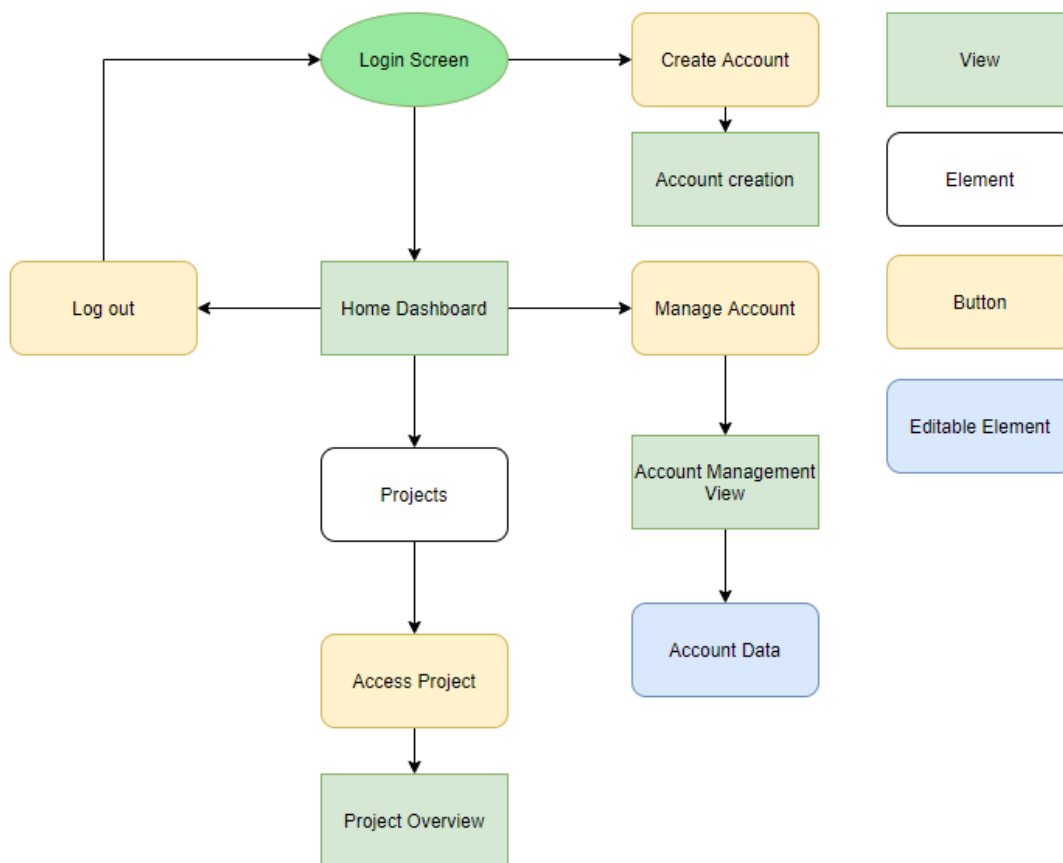 Login Screen
Create Account
View
Account creation
Element
Log out
Home Dashboard
Manage Account
Button
Projects
Account Management
View
Editable Element
Access Project
Account Data
Project Overview